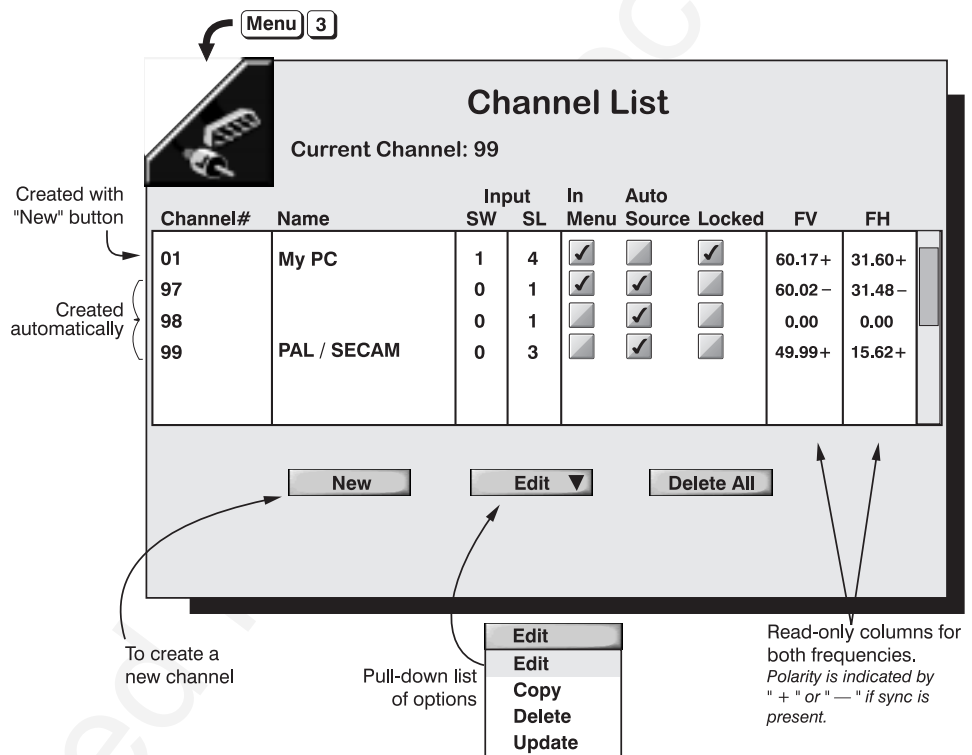 Menu 3
Channel List
Current Channel: 99
Input In Auto
Channel# Name SW SL Menu Source Locked FV FH
Created with
"New" button
01 My PC 1 4 ✓ ✓ 60.17+ 31.60+
97 0 1 ✓ ✓ 60.02– 31.48–
98 0 1 ✓ 0.00 0.00
99 PAL / SECAM 0 3 ✓ 49.99+ 15.62+
Created
automatically
New Edit ▼ Delete All
To create a
new channel
Pull-down list
of options
Edit
Edit
Copy
Delete
Update
Read-only columns for
both frequencies.
Polarity is indicated by
" + " or " — " if sync is
present.